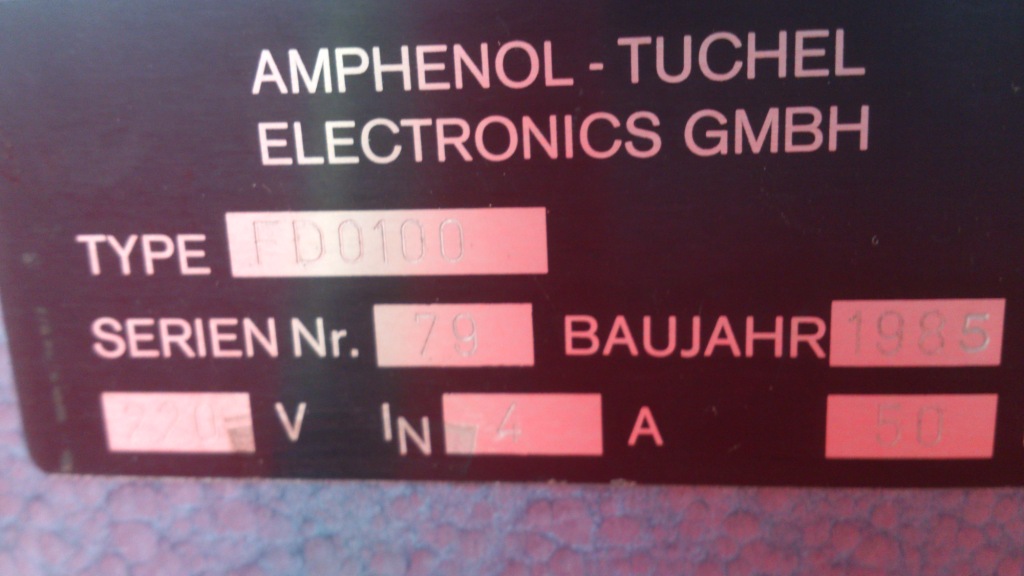 AMPHENOL - TUCHEL
ELECTRONICS GMBH
TYPE FD0100
SERIEN Nr. 79 BAUJAHR 1985
220 V IN 4 A 50